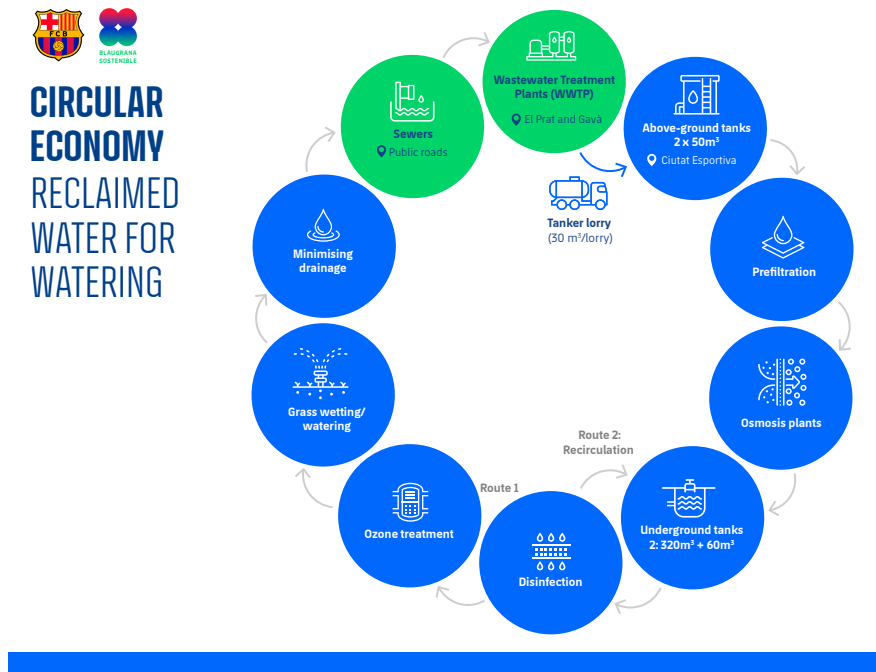 FCB
BLAUGRANA
SOSTENIBLE
CIRCULAR
ECONOMY
RECLAIMED
WATER FOR
WATERING
Wastewater Treatment
Plants (WWTP)
El Prat and Gavà
Above-ground tanks
2 x 50m³
Ciutat Esportiva
Tanker lorry
(30 m³/lorry)
Prefiltration
Osmosis plants
Underground tanks
2: 320m³ + 60m³
Route 2:
Recirculation
Disinfection
Route 1
Ozone treatment
Grass wetting/
watering
Minimising
drainage
Sewers
Public roads